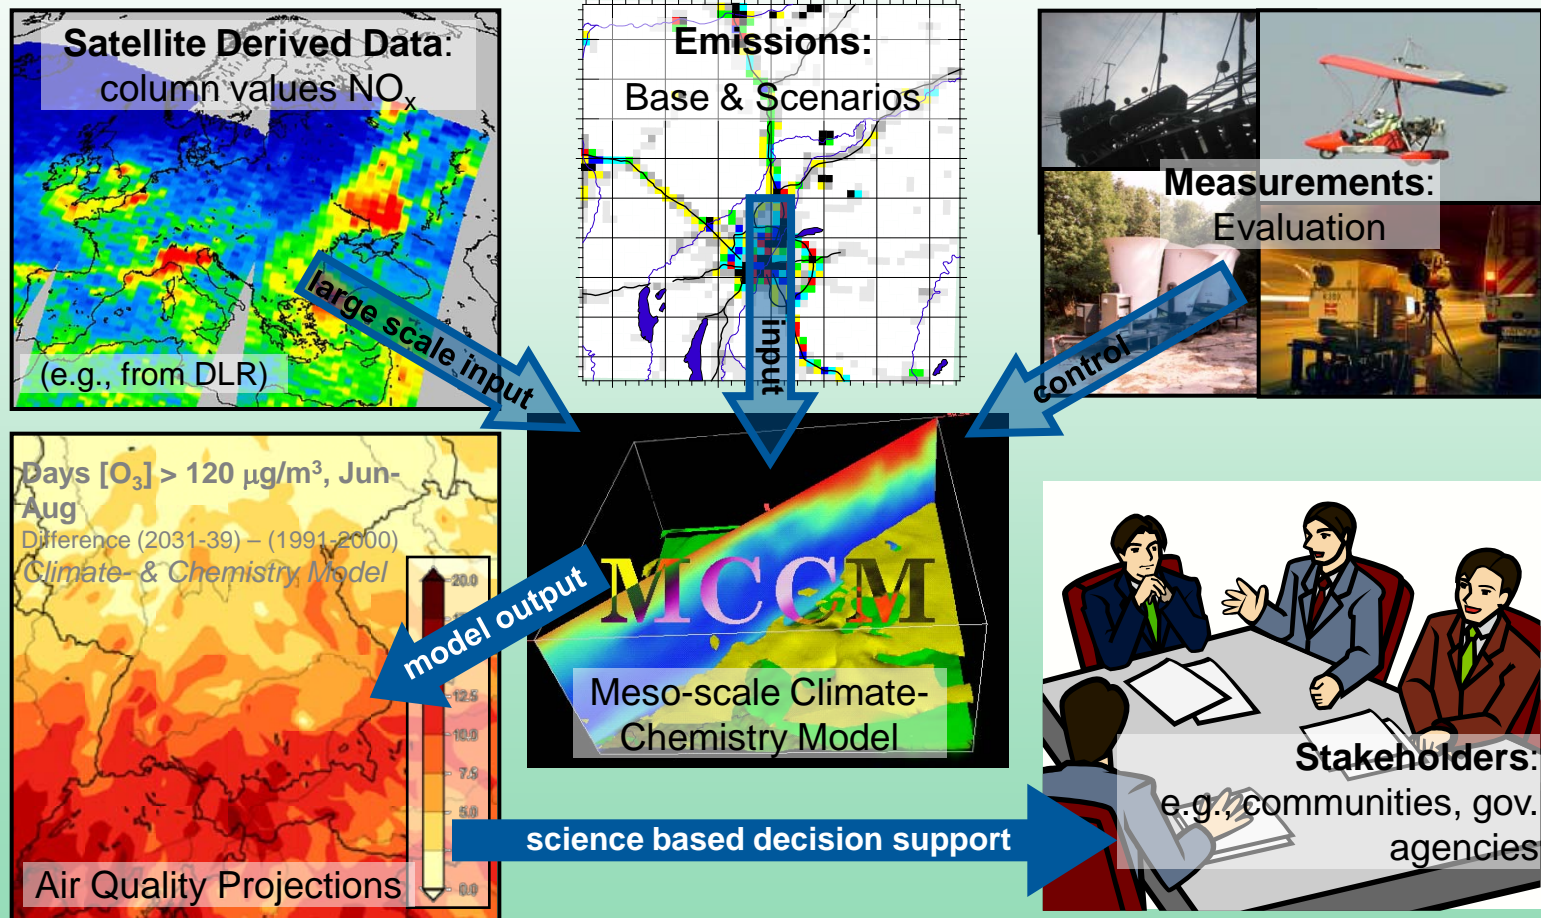 Satellite Derived Data:
column values NOₓ
(e.g., from DLR)
large scale input
Emissions:
Base & Scenarios
input
Measurements:
Evaluation
control
Days [O₃] > 120 μg/m³, Jun-
Aug
Difference (2031-39) – (1991-2000)
Climate- & Chemistry Model
20.0
12.5
10.0
7.5
5.0
0.0
Air Quality Projections
model output
MCCM
Meso-scale Climate-
Chemistry Model
science based decision support
Stakeholders:
e.g., communities, gov.
agencies